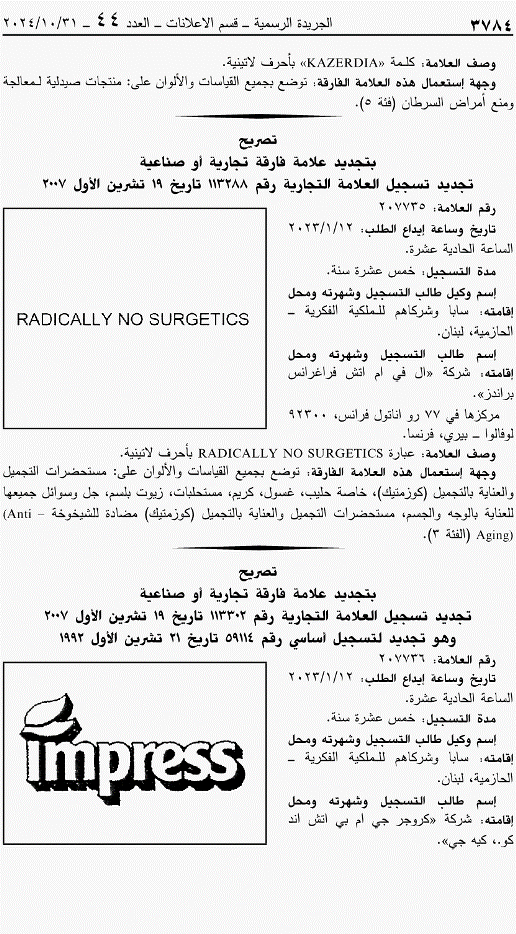 ٣٧٨٤
الجريدة الرسمية – قسم الاعلانات – العدد ٤٤ – ٢٠٢٤/١٠/٣١
وصف العلامة: كلمة «KAZERDIA» بأحرف لاتينية.
وجهة إستعمال هذه العلامة الفارقة: توضع بجميع القياسات والألوان على: منتجات صيدلية لمعالجة
ومنع أمراض السرطان (فئة ٥).
تصريح
بتجديد علامة فارقة تجارية أو صناعية
تجديد تسجيل العلامة التجارية رقم ١١٣٢٨٨ تاريخ ١٩ تشرين الأول ٢٠٠٧
رقم العلامة: ٢٠٧٧٣٥
تاريخ وساعة إيداع الطلب: ٢٠٢٣/١/١٢
الساعة الحادية عشرة.
مدة التسجيل: خمس عشرة سنة.
إسم وكيل طالب التسجيل وشهرته ومحل
إقامته: سابا وشركاهم للملكية الفكرية –
الحازمية، لبنان.
إسم طالب التسجيل وشهرته ومحل
إقامته: شركة «ال في ام اتش فراغرانس
براندز».
مركزها في ٧٧ رو اناتول فرانس، ٩٢٣٠٠
لوفالوا – بيري، فرنسا.
RADICALLY NO SURGETICS
وصف العلامة: عبارة RADICALLY NO SURGETICS بأحرف لاتينية.
وجهة إستعمال هذه العلامة الفارقة: توضع بجميع القياسات والألوان على: مستحضرات التجميل
والعناية بالتجميل (كوزمتيك)، خاصة حليب، غسول، كريم، مستحلبات، زيوت بلسم، جل وسوائل جميعها
للعناية بالوجه والجسم، مستحضرات التجميل والعناية بالتجميل (كوزمتيك) مضادة للشيخوخة – Anti)
Aging) (الفئة ٣).
تصريح
بتجديد علامة فارقة تجارية أو صناعية
تجديد تسجيل العلامة التجارية رقم ١١٣٣٠٢ تاريخ ١٩ تشرين الأول ٢٠٠٧
وهو تجديد لتسجيل أساسي رقم ٥٩١١٤ تاريخ ٢١ تشرين الأول ١٩٩٢
رقم العلامة: ٢٠٧٧٣٦
تاريخ وساعة إيداع الطلب: ٢٠٢٣/١/١٢
الساعة الحادية عشرة.
مدة التسجيل: خمس عشرة سنة.
إسم وكيل طالب التسجيل وشهرته ومحل
إقامته: سابا وشركاهم للملكية الفكرية –
الحازمية، لبنان.
إسم طالب التسجيل وشهرته ومحل
إقامته: شركة «كروجر جي ام بي اتش اند
كو.، كيه جي».
impress